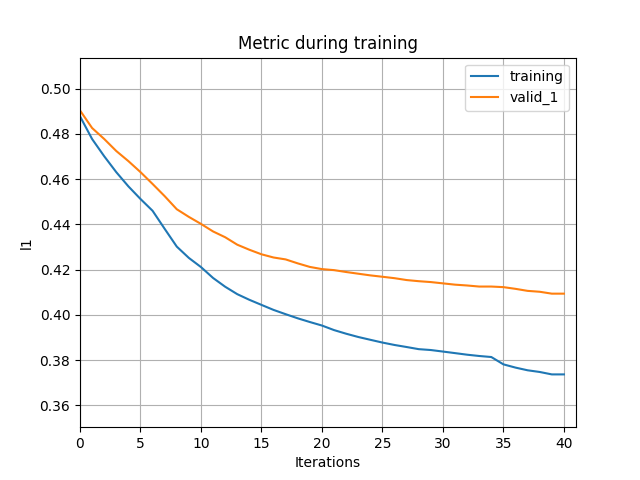 Metric during training
training
valid_1
0.50
0.48
0.46
0.44
0.42
0.40
0.38
0.36
l1
0 5 10 15 20 25 30 35 40
Iterations